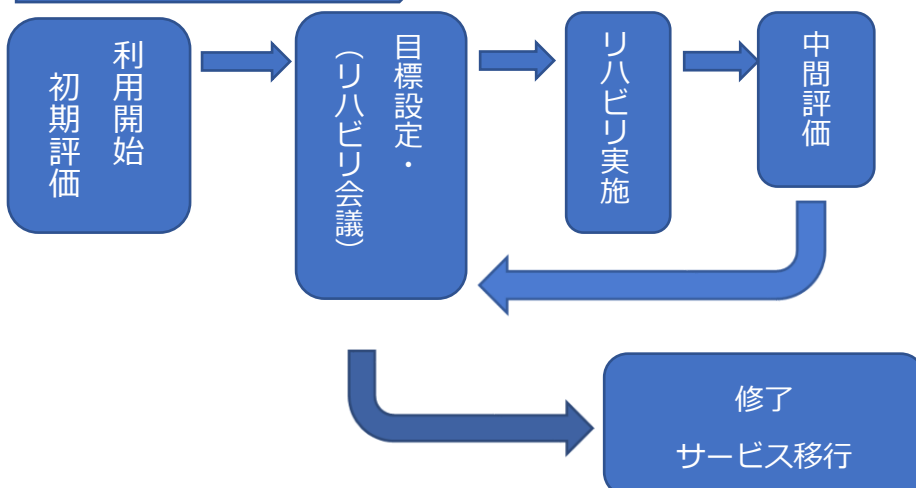 利用開始
初期評価
目標設定・
（リハビリ会議）
リハビリ実施
中間評価
修了
サービス移行